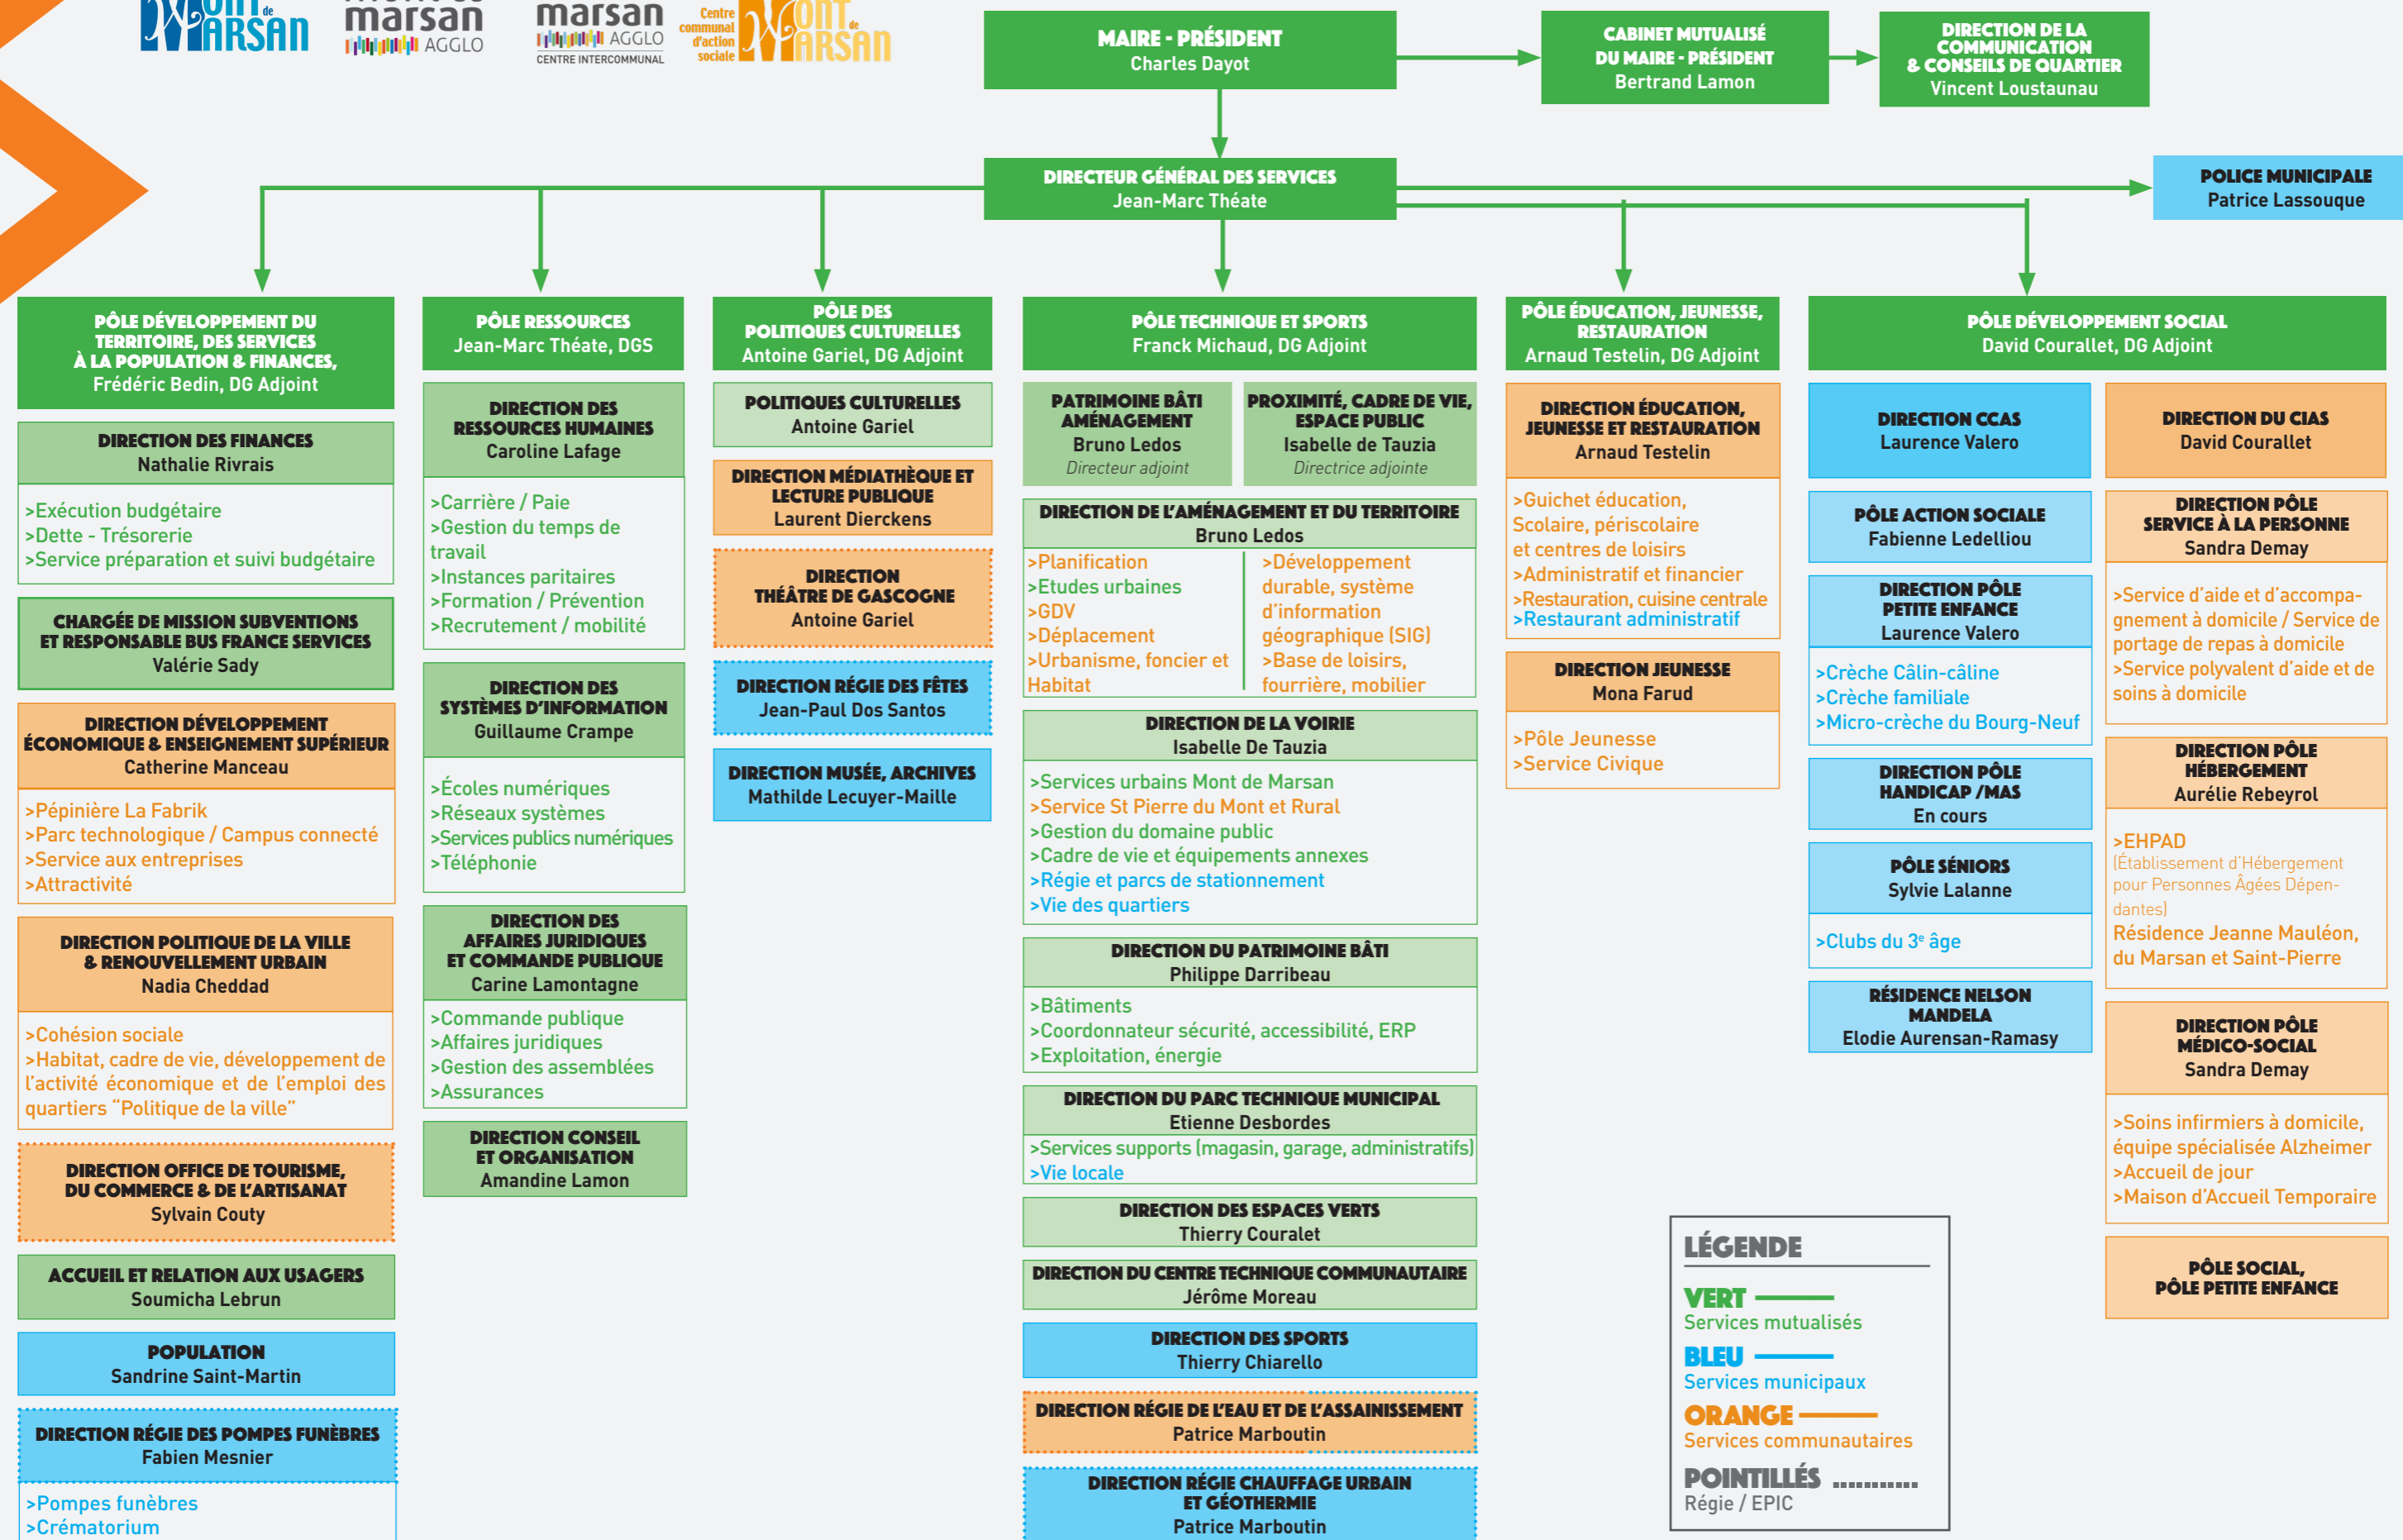 MONT de
MARSAN
marsan
AGGLO
marsan
AGGLO
CENTRE INTERCOMMUNAL
Centre
communal
d'action
sociale
MONT de
MARSAN
MAIRE - PRÉSIDENT
Charles Dayot
CABINET MUTUALISÉ
DU MAIRE - PRÉSIDENT
Bertrand Lamon
DIRECTION DE LA
COMMUNICATION
& CONSEILS DE QUARTIER
Vincent Loustaunau
DIRECTEUR GÉNÉRAL DES SERVICES
Jean-Marc Théate
POLICE MUNICIPALE
Patrice Lassouque
PÔLE DÉVELOPPEMENT DU
TERRITOIRE, DES SERVICES
À LA POPULATION & FINANCES,
Frédéric Bedin, DG Adjoint
DIRECTION DES FINANCES
Nathalie Rivrais
>Exécution budgétaire
>Dette - Trésorerie
>Service préparation et suivi budgétaire
CHARGÉE DE MISSION SUBVENTIONS
ET RESPONSABLE BUS FRANCE SERVICES
Valérie Sady
DIRECTION DÉVELOPPEMENT
ÉCONOMIQUE & ENSEIGNEMENT SUPÉRIEUR
Catherine Manceau
>Pépinière La Fabrik
>Parc technologique / Campus connecté
>Service aux entreprises
>Attractivité
DIRECTION POLITIQUE DE LA VILLE
& RENOUVELLEMENT URBAIN
Nadia Cheddad
>Cohésion sociale
>Habitat, cadre de vie, développement de
l'activité économique et de l'emploi des
quartiers "Politique de la ville"
DIRECTION OFFICE DE TOURISME,
DU COMMERCE & DE L'ARTISANAT
Sylvain Couty
ACCUEIL ET RELATION AUX USAGERS
Soumicha Lebrun
POPULATION
Sandrine Saint-Martin
DIRECTION RÉGIE DES POMPES FUNÈBRES
Fabien Mesnier
>Pompes funèbres
>Crématorium
PÔLE RESSOURCES
Jean-Marc Théate, DGS
DIRECTION DES
RESSOURCES HUMAINES
Caroline Lafage
>Carrière / Paie
>Gestion du temps de
travail
>Instances paritaires
>Formation / Prévention
>Recrutement / mobilité
DIRECTION DES
SYSTÈMES D'INFORMATION
Guillaume Crampe
>Écoles numériques
>Réseaux systèmes
>Services publics numériques
>Téléphonie
DIRECTION DES
AFFAIRES JURIDIQUES
ET COMMANDE PUBLIQUE
Carine Lamontagne
>Commande publique
>Affaires juridiques
>Gestion des assemblées
>Assurances
DIRECTION CONSEIL
ET ORGANISATION
Amandine Lamon
PÔLE DES
POLITIQUES CULTURELLES
Antoine Gariel, DG Adjoint
POLITIQUES CULTURELLES
Antoine Gariel
DIRECTION MÉDIATHÈQUE ET
LECTURE PUBLIQUE
Laurent Dierckens
DIRECTION
THÉÂTRE DE GASCOGNE
Antoine Gariel
DIRECTION RÉGIE DES FÊTES
Jean-Paul Dos Santos
DIRECTION MUSÉE, ARCHIVES
Mathilde Lecuyer-Maille
PÔLE TECHNIQUE ET SPORTS
Franck Michaud, DG Adjoint
PATRIMOINE BÂTI
AMÉNAGEMENT
Bruno Ledos
Directeur adjoint
PROXIMITÉ, CADRE DE VIE,
ESPACE PUBLIC
Isabelle de Tauzia
Directrice adjointe
DIRECTION DE L'AMÉNAGEMENT ET DU TERRITOIRE
Bruno Ledos
>Planification
>Etudes urbaines
>GDV
>Déplacement
>Urbanisme, foncier et
Habitat
>Développement
durable, système
d'information
géographique (SIG)
>Base de loisirs,
fourrière, mobilier
DIRECTION DE LA VOIRIE
Isabelle De Tauzia
>Services urbains Mont de Marsan
>Service St Pierre du Mont et Rural
>Gestion du domaine public
>Cadre de vie et équipements annexes
>Régie et parcs de stationnement
>Vie des quartiers
DIRECTION DU PATRIMOINE BÂTI
Philippe Darribeau
>Bâtiments
>Coordonnateur sécurité, accessibilité, ERP
>Exploitation, énergie
DIRECTION DU PARC TECHNIQUE MUNICIPAL
Etienne Desbordes
>Services supports (magasin, garage, administratifs)
>Vie locale
DIRECTION DES ESPACES VERTS
Thierry Couralet
DIRECTION DU CENTRE TECHNIQUE COMMUNAUTAIRE
Jérôme Moreau
DIRECTION DES SPORTS
Thierry Chiarello
DIRECTION RÉGIE DE L'EAU ET DE L'ASSAINISSEMENT
Patrice Marboutin
DIRECTION RÉGIE CHAUFFAGE URBAIN
ET GÉOTHERMIE
Patrice Marboutin
PÔLE ÉDUCATION, JEUNESSE,
RESTAURATION
Arnaud Testelin, DG Adjoint
DIRECTION ÉDUCATION,
JEUNESSE ET RESTAURATION
Arnaud Testelin
>Guichet éducation,
Scolaire, périscolaire
et centres de loisirs
>Administratif et financier
>Restauration, cuisine centrale
>Restaurant administratif
DIRECTION JEUNESSE
Mona Farud
>Pôle Jeunesse
>Service Civique
PÔLE DÉVELOPPEMENT SOCIAL
David Courallet, DG Adjoint
DIRECTION CCAS
Laurence Valero
PÔLE ACTION SOCIALE
Fabienne Ledelliou
DIRECTION PÔLE
PETITE ENFANCE
Laurence Valero
>Crèche Câlin-câline
>Crèche familiale
>Micro-crèche du Bourg-Neuf
DIRECTION PÔLE
HANDICAP /MAS
En cours
PÔLE SÉNIORS
Sylvie Lalanne
>Clubs du 3e âge
RÉSIDENCE NELSON
MANDELA
Elodie Aurensan-Ramasy
DIRECTION DU CIAS
David Courallet
DIRECTION PÔLE
SERVICE À LA PERSONNE
Sandra Demay
>Service d'aide et d'accompa-
gnement à domicile / Service de
portage de repas à domicile
>Service polyvalent d'aide et de
soins à domicile
DIRECTION PÔLE
HÉBERGEMENT
Aurélie Rebeyrol
>EHPAD
(Établissement d'Hébergement
pour Personnes Âgées Dépen-
dantes)
Résidence Jeanne Mauléon,
du Marsan et Saint-Pierre
DIRECTION PÔLE
MÉDICO-SOCIAL
Sandra Demay
>Soins infirmiers à domicile,
équipe spécialisée Alzheimer
>Accueil de jour
>Maison d'Accueil Temporaire
PÔLE SOCIAL,
PÔLE PETITE ENFANCE
LÉGENDE
VERT
Services mutualisés
BLEU
Services municipaux
ORANGE
Services communautaires
POINTILLÉS ...........
Régie / EPIC